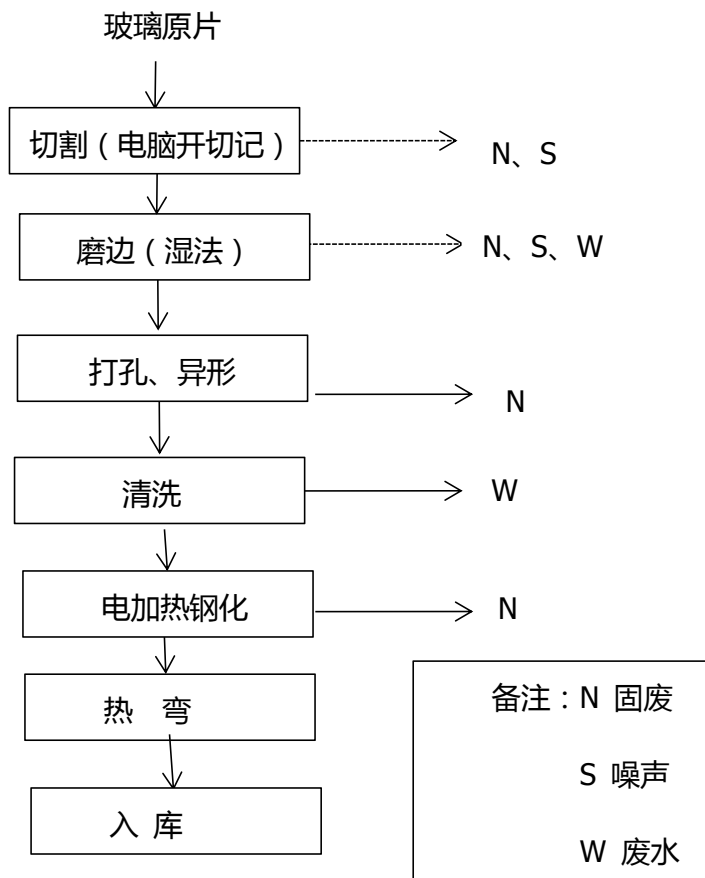 玻璃原片
切割（电脑开切记）
N、S
磨边（湿法）
N、S、W
打孔、异形
N
清洗
W
电加热钢化
N
热 弯
入 库
备注：N 固废
S 噪声
W 废水